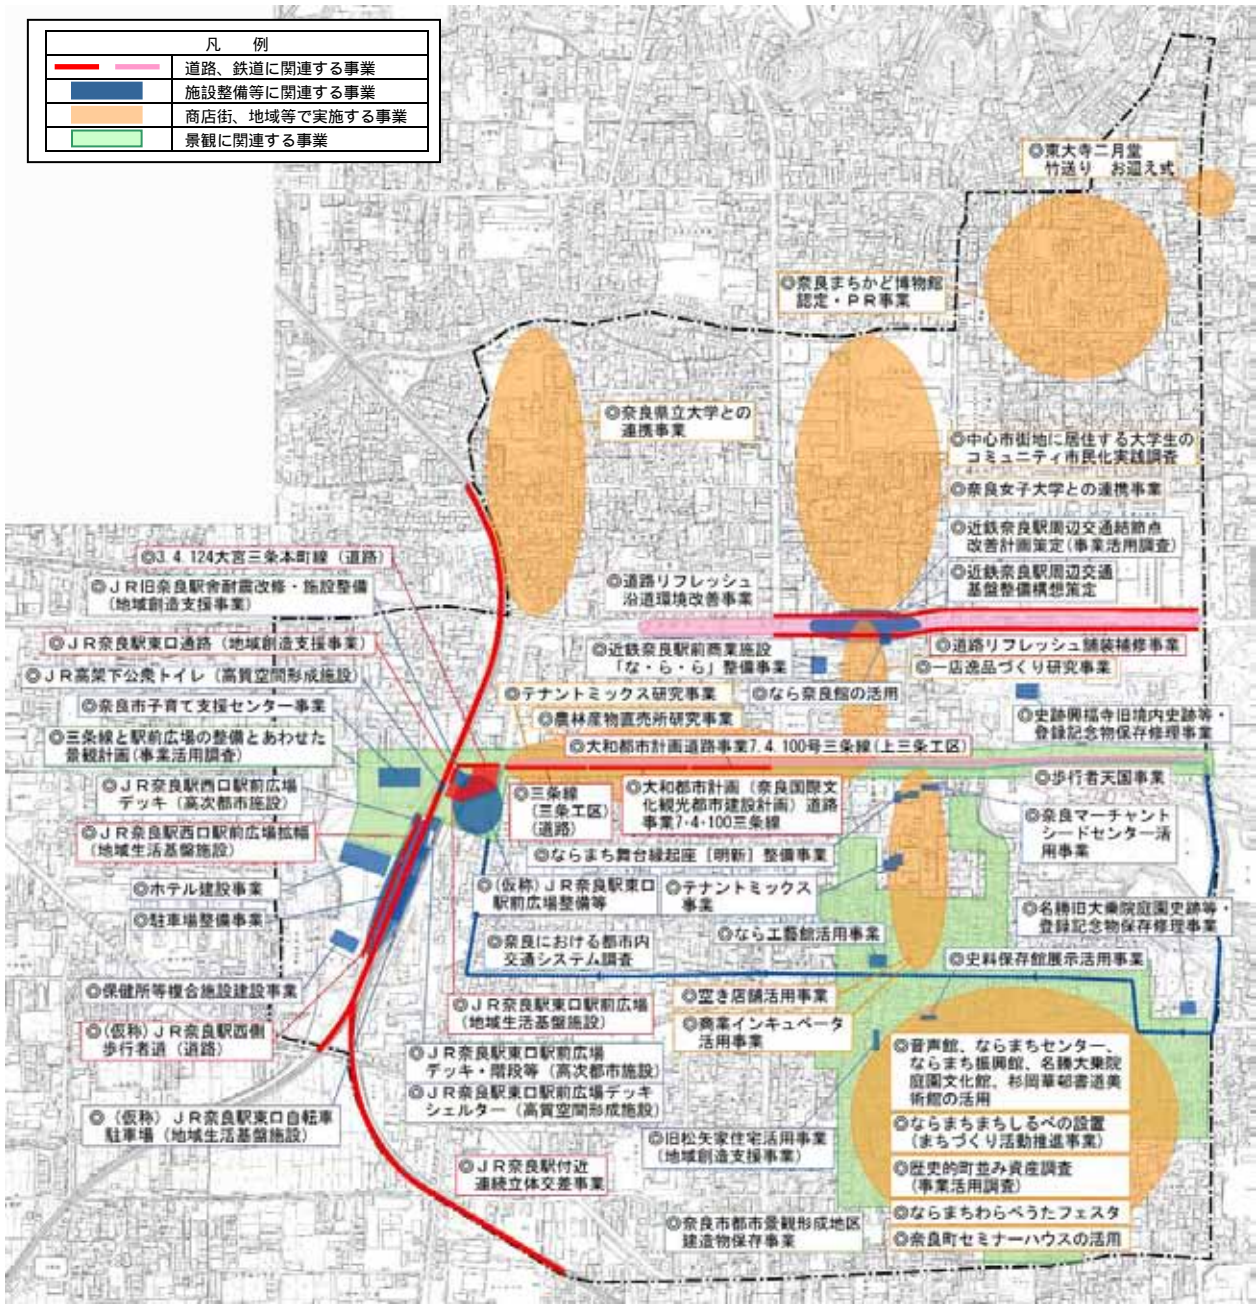 凡　例
道路、鉄道に関連する事業
施設整備等に関連する事業
商店街、地域等で実施する事業
景観に関連する事業
◎東大寺二月堂
竹送り　お迎え式
◎奈良まちかど博物館
認定・ＰＲ事業
◎奈良県立大学との
連携事業
◎中心市街地に居住する大学生の
コミュニティ市民化実践調査
◎奈良女子大学との連携事業
◎近鉄奈良駅周辺交通結節点
改善計画策定(事業活用調査)
◎近鉄奈良駅周辺交通
基盤整備構想策定
◎3.4.124大宮三条本町線（道路）
◎ＪＲ旧奈良駅舎耐震改修・施設整備
(地域創造支援事業)
◎道路リフレッシュ
沿道環境改善事業
◎ＪＲ奈良駅東口通路（地域創造支援事業）
◎道路リフレッシュ舗装補修事業
◎近鉄奈良駅前商業施設
「な・ら・ら」整備事業
◎一店逸品づくり研究事業
◎ＪＲ高架下公衆トイレ（高質空間形成施設）
◎テナントミックス研究事業
◎なら奈良館の活用
◎奈良市子育て支援センター事業
◎農林産物直売所研究事業
◎史跡興福寺旧境内史跡等・
登録記念物保存修理事業
◎三条線と駅前広場の整備とあわせた
景観計画(事業活用調査)
◎大和都市計画道路事業7.4.100号三条線(上三条工区)
◎歩行者天国事業
◎ＪＲ奈良駅西口駅前広場
デッキ（高次都市施設）
◎三条線
(三条工区)
(道路)
◎大和都市計画（奈良国際文
化観光都市建設計画）道路
事業7・4・100三条線
◎奈良マーチャント
シードセンター活
用事業
◎ＪＲ奈良駅西口駅前広場拡幅
(地域生活基盤施設)
◎ならまち舞台縁起座［明新］整備事業
◎ホテル建設事業
◎(仮称)ＪＲ奈良駅東口
駅前広場整備等
◎テナントミックス
事業
◎駐車場整備事業
◎名勝旧大乗院庭園史跡等・
登録記念物保存修理事業
◎奈良における都市内
交通システム調査
◎なら工藝館活用事業
◎史料保存館展示活用事業
◎保健所等複合施設建設事業
◎ＪＲ奈良駅東口駅前広場
(地域生活基盤施設)
◎空き店舗活用事業
◎商業インキュベータ
活用事業
◎(仮称)ＪＲ奈良駅西側
歩行者道（道路）
◎ＪＲ奈良駅東口駅前広場
デッキ・階段等（高次都市施設）
◎ＪＲ奈良駅東口駅前広場デッキ
シェルター（高質空間形成施設）
◎音声館、ならまちセンター、
ならまち振興館、名勝大乗院
庭園文化館、杉岡華邨書道美
術館の活用
◎（仮称）ＪＲ奈良駅東口自転車
駐車場（地域生活基盤施設）
◎旧松矢家住宅活用事業
(地域創造支援事業)
◎ならまちまちしるべの設置
(まちづくり活動推進事業)
◎ＪＲ奈良駅付近
連続立体交差事業
◎歴史的町並み資産調査
(事業活用調査)
◎奈良市都市景観形成地区
建造物保存事業
◎ならまちわらべうたフェスタ
◎奈良町セミナーハウスの活用